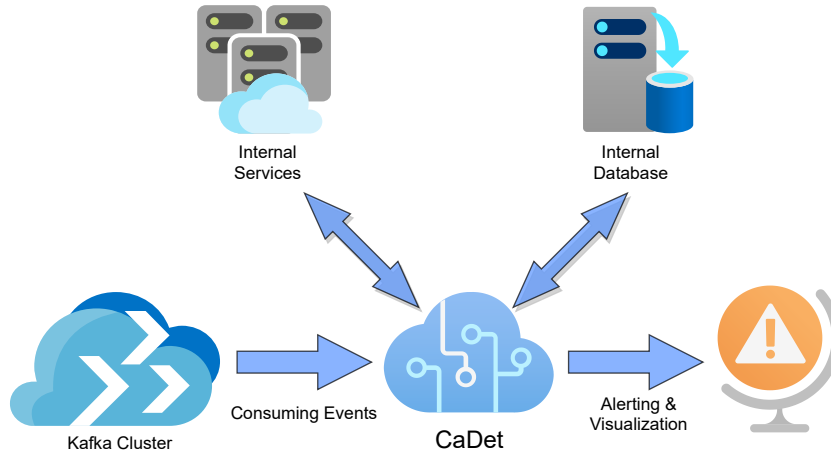 Internal
Services
Internal
Database
Consuming Events
Alerting &
Visualization
Kafka Cluster
CaDet